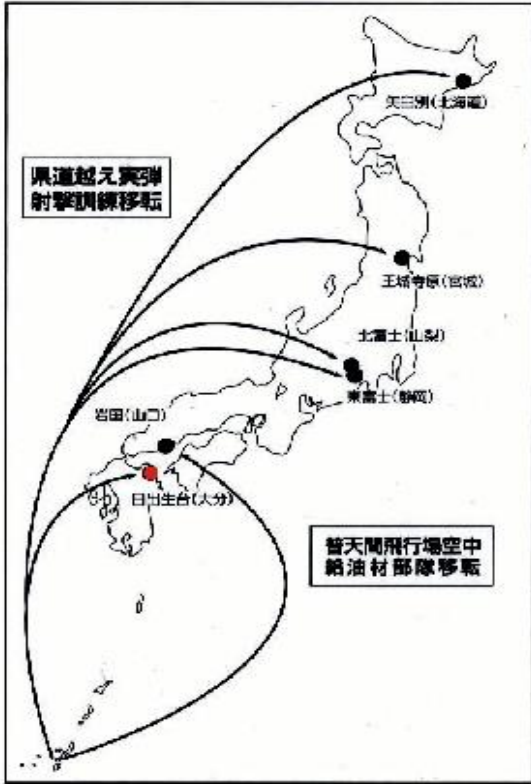 矢臼別(北海道)
県道越え実弾
射撃訓練移転
王城寺原(宮城)
北富士(山梨)
東富士(静岡)
岩国(山口)
日出生台(大分)
普天間飛行場空中
給油材部隊移転